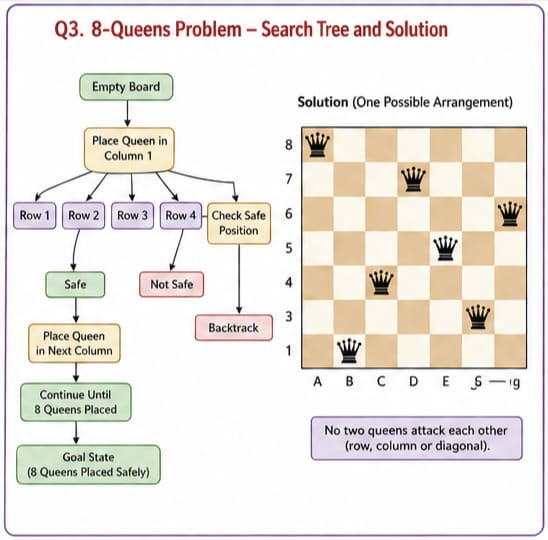 Q3. 8-Queens Problem – Search Tree and Solution
Empty Board
Place Queen in
Column 1
Row 1
Row 2
Row 3
Row 4
Check Safe
Position
Safe
Not Safe
Backtrack
Place Queen
in Next Column
Continue Until
8 Queens Placed
Goal State
(8 Queens Placed Safely)
Solution (One Possible Arrangement)
8
7
6
5
4
3
1
A B C D E
No two queens attack each other
(row, column or diagonal).